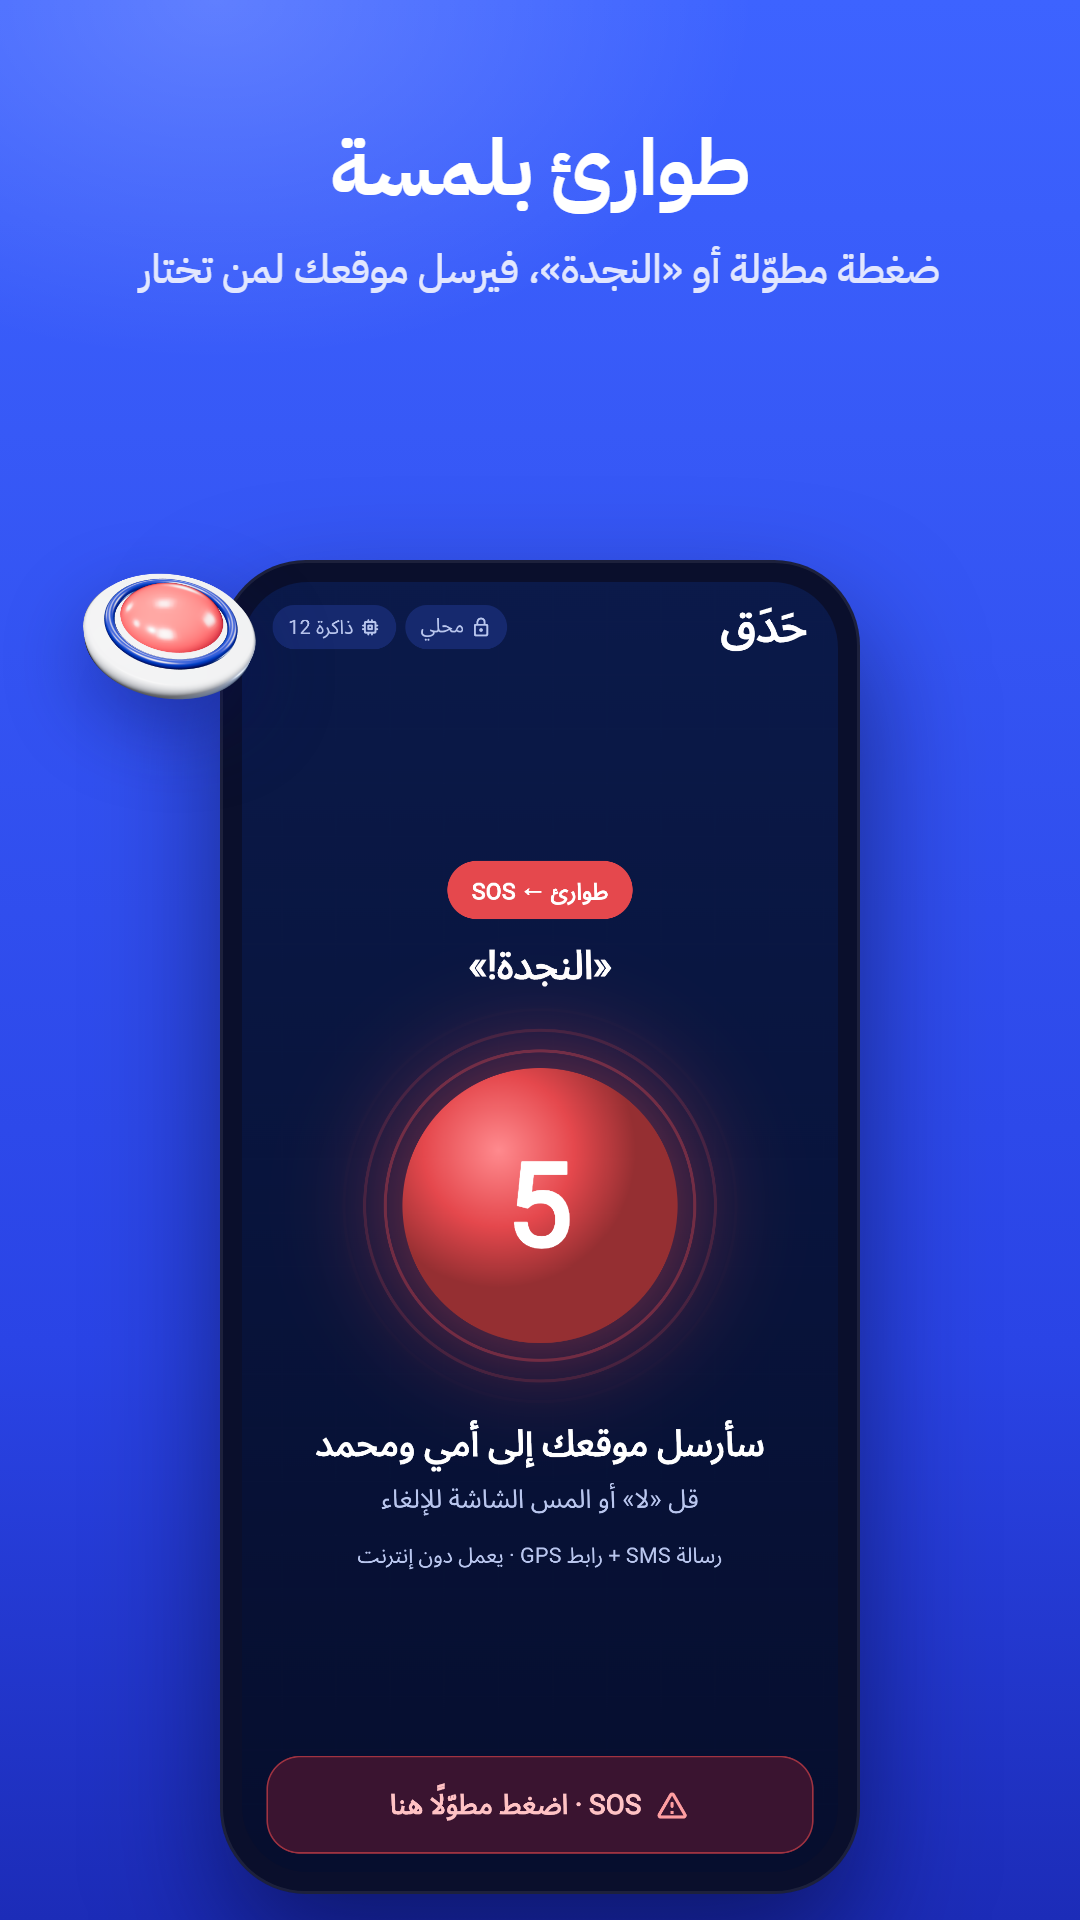 طوارئ بلمسة
ضغطة مطوّلة أو «النجدة»، فيرسل موقعك لمن تختار
حَدَق
محلي
ذاكرة 12
طوارئ ← SOS
«النجدة!»
5
سأرسل موقعك إلى أمي ومحمد
قل «لا» أو المس الشاشة للإلغاء
رسالة SMS + رابط GPS · يعمل دون إنترنت
SOS · اضغط مطوّلًا هنا